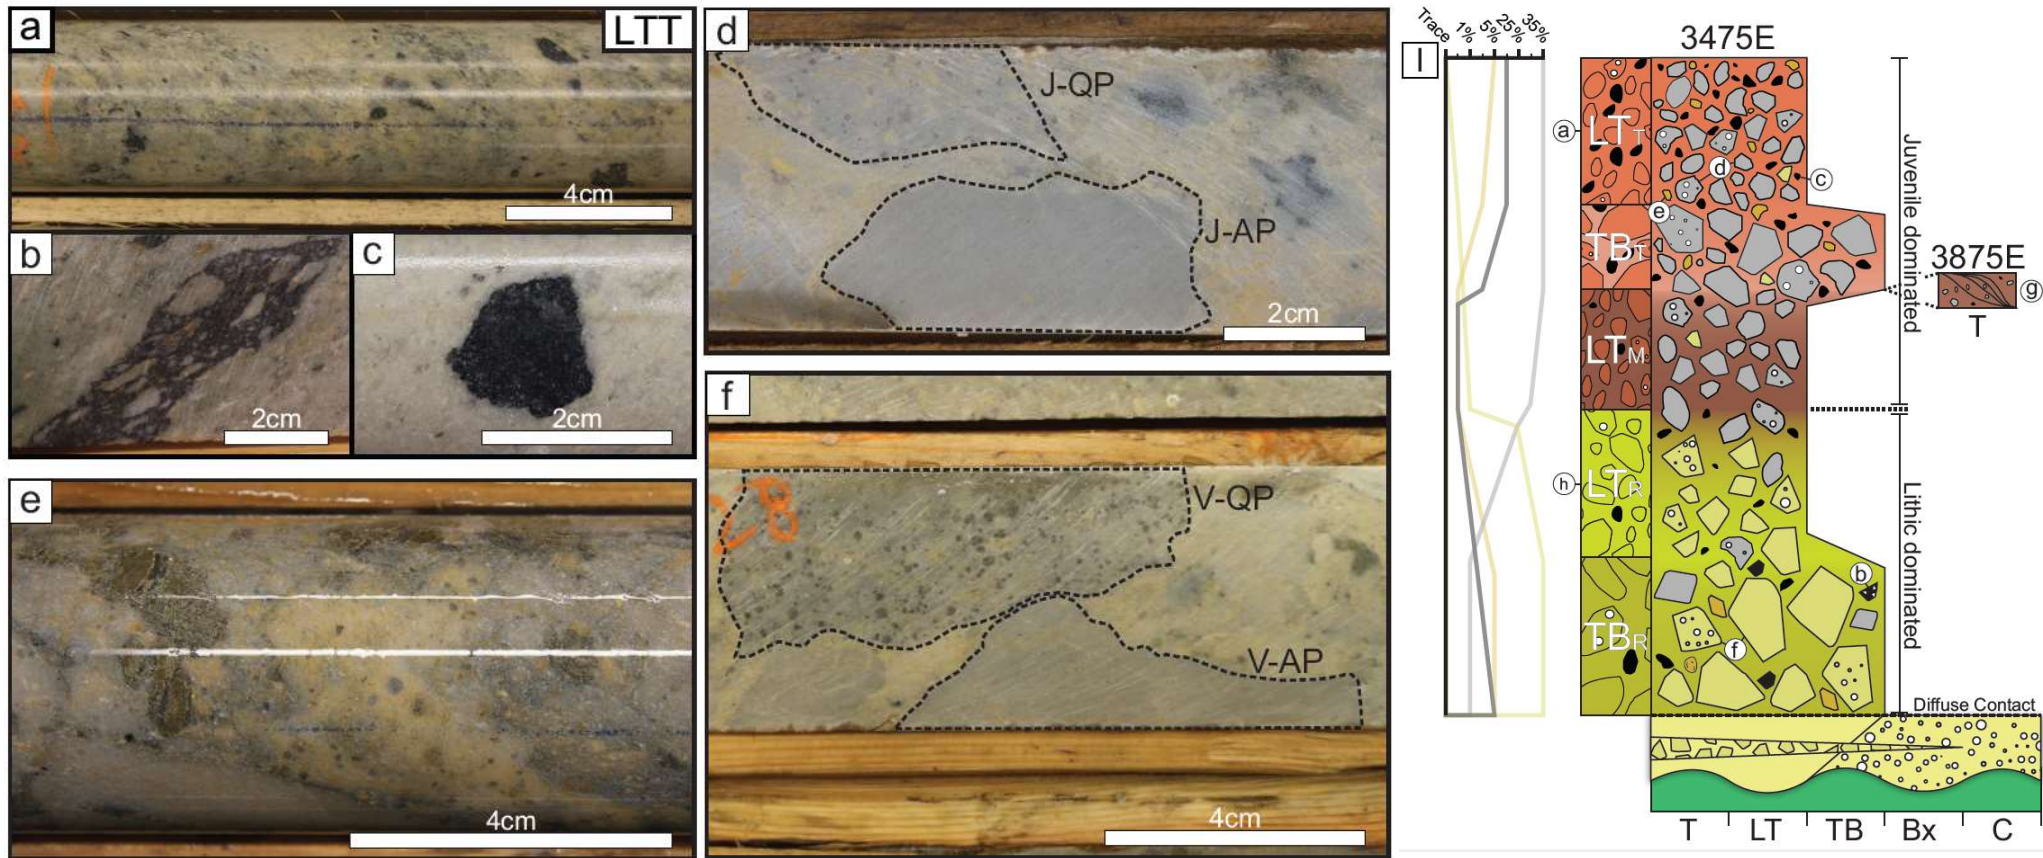 a
LTT
4cm
b
2cm
c
2cm
d
J-QP
J-AP
2cm
e
4cm
f
28
V-QP
V-AP
4cm
l
Trace
1%
5%
25%
35%
3475E
a
LTT
d
c
e
TBT
3875E
g
T
LTM
Juvenile dominated
h
LTR
b
TBR
f
Lithic dominated
Diffuse Contact
T LT TB Bx C